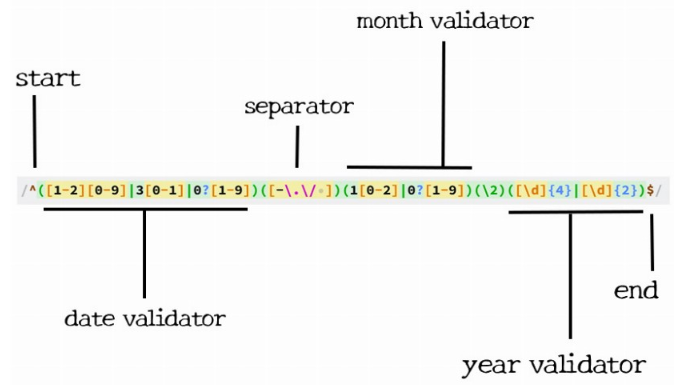 month validator
start
separator
/^([1-2][0-9]|3[0-1]|0?[1-9])([-\.\/ ])(1[0-2]|0?[1-9])(\2)([\d]{4}|[\d]{2})$/
end
date validator
year validator